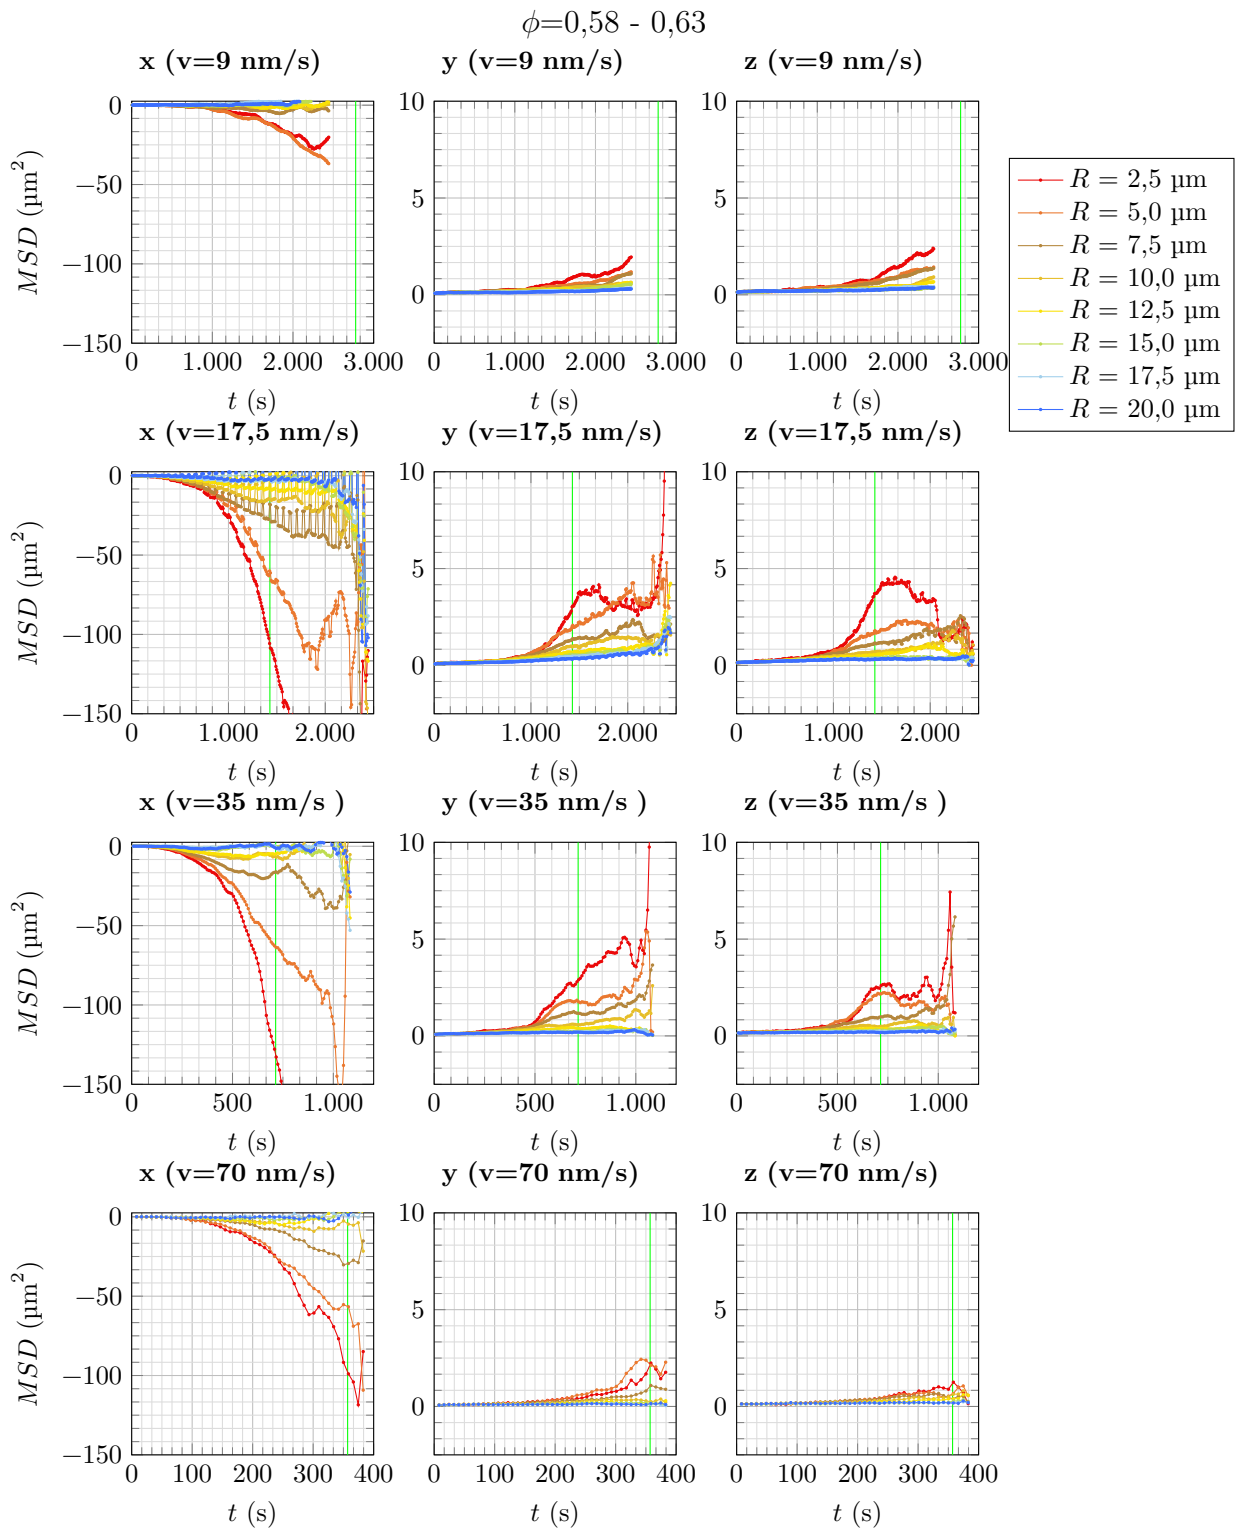 ϕ=0,58 - 0,63
x (v=9 nm/s)
y (v=9 nm/s)
z (v=9 nm/s)
MSD (µm²)
0
−50
−100
−150
0 1.000 2.000 3.000
t (s)
10
5
0
0 1.000 2.000 3.000
t (s)
10
5
0
0 1.000 2.000 3.000
t (s)
R = 2,5 µm
R = 5,0 µm
R = 7,5 µm
R = 10,0 µm
R = 12,5 µm
R = 15,0 µm
R = 17,5 µm
R = 20,0 µm
x (v=17,5 nm/s)
y (v=17,5 nm/s)
z (v=17,5 nm/s)
MSD (µm²)
0
−50
−100
−150
0 1.000 2.000
t (s)
10
5
0
0 1.000 2.000
t (s)
10
5
0
0 1.000 2.000
t (s)
x (v=35 nm/s )
y (v=35 nm/s )
z (v=35 nm/s )
MSD (µm²)
0
−50
−100
−150
0 500 1.000
t (s)
10
5
0
0 500 1.000
t (s)
10
5
0
0 500 1.000
t (s)
x (v=70 nm/s)
y (v=70 nm/s)
z (v=70 nm/s)
MSD (µm²)
0
−50
−100
−150
0 100 200 300 400
t (s)
10
5
0
0 100 200 300 400
t (s)
10
5
0
0 100 200 300 400
t (s)